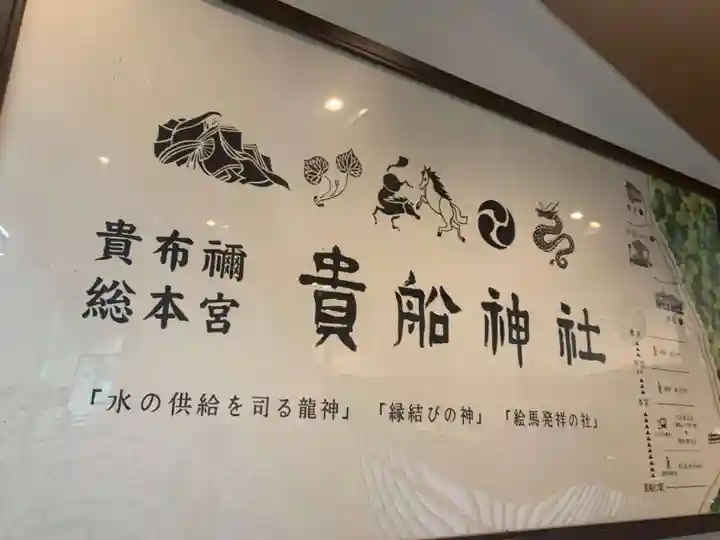 貴布禰
総本宮
貴船神社
「水の供給を司る龍神」 「縁結びの神」 「絵馬発祥の社」